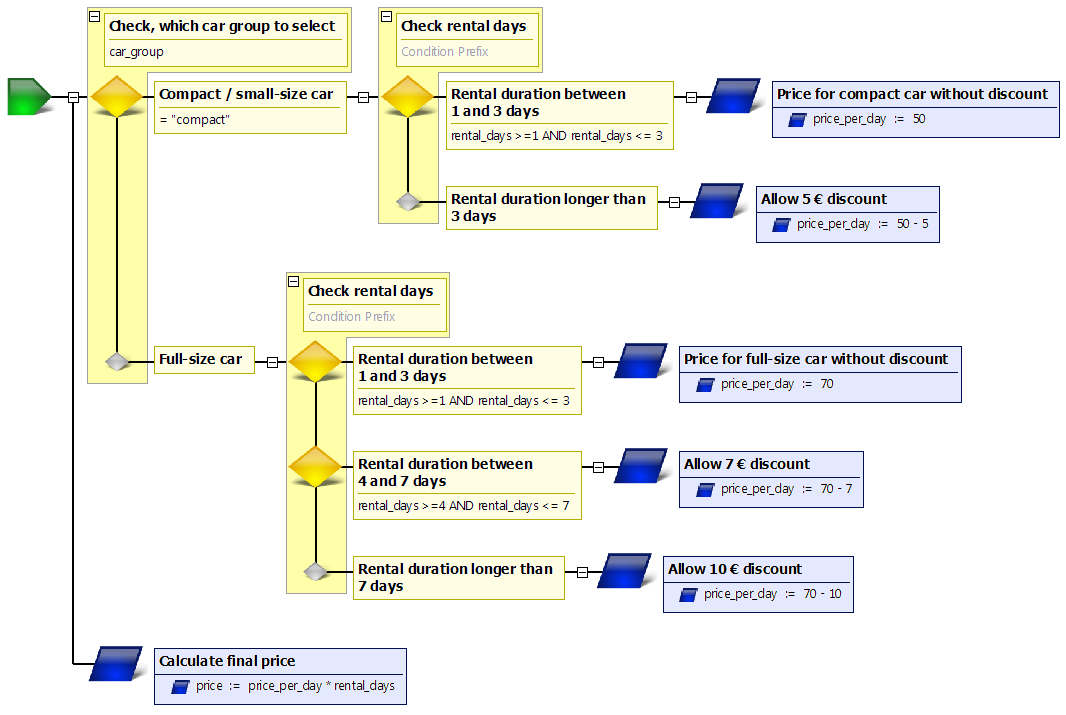 Check, which car group to select
car_group
Check rental days
Condition Prefix
Compact / small-size car
= "compact"
Rental duration between
1 and 3 days
rental_days >=1 AND rental_days <= 3
Price for compact car without discount
price_per_day := 50
Rental duration longer than
3 days
Allow 5 € discount
price_per_day := 50 - 5
Check rental days
Condition Prefix
Full-size car
Rental duration between
1 and 3 days
rental_days >=1 AND rental_days <= 3
Price for full-size car without discount
price_per_day := 70
Rental duration between
4 and 7 days
rental_days >=4 AND rental_days <= 7
Allow 7 € discount
price_per_day := 70 - 7
Rental duration longer than
7 days
Allow 10 € discount
price_per_day := 70 - 10
Calculate final price
price := price_per_day * rental_days